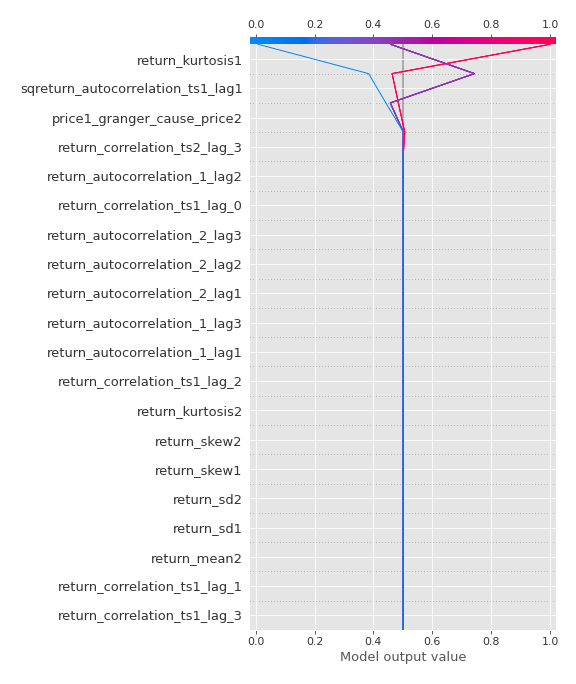 0.0 0.2 0.4 0.6 0.8 1.0
return_kurtosis1
sqreturn_autocorrelation_ts1_lag1
price1_granger_cause_price2
return_correlation_ts2_lag_3
return_autocorrelation_1_lag2
return_correlation_ts1_lag_0
return_autocorrelation_2_lag3
return_autocorrelation_2_lag2
return_autocorrelation_2_lag1
return_autocorrelation_1_lag3
return_autocorrelation_1_lag1
return_correlation_ts1_lag_2
return_kurtosis2
return_skew2
return_skew1
return_sd2
return_sd1
return_mean2
return_correlation_ts1_lag_1
return_correlation_ts1_lag_3
0.0 0.2 0.4 0.6 0.8 1.0
Model output value